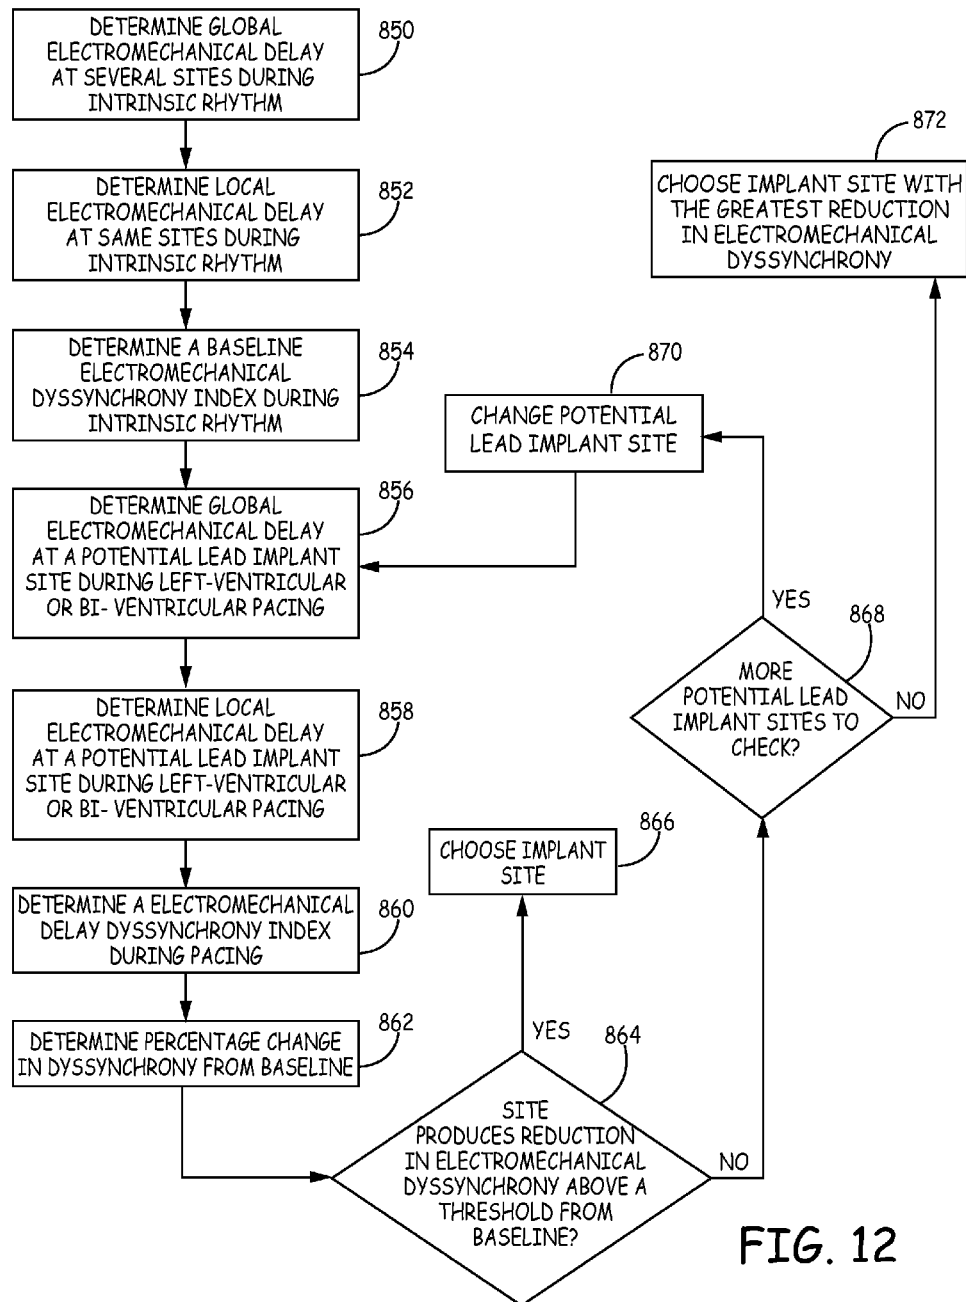 DETERMINE GLOBAL
ELECTROMECHANICAL DELAY
AT SEVERAL SITES DURING
INTRINSIC RHYTHM
850
DETERMINE LOCAL
ELECTROMECHANICAL DELAY
AT SAME SITES DURING
INTRINSIC RHYTHM
852
DETERMINE A BASELINE
ELECTROMECHANICAL
DYSSYNCHRONY INDEX DURING
INTRINSIC RHYTHM
854
DETERMINE GLOBAL
ELECTROMECHANICAL DELAY
AT A POTENTIAL LEAD IMPLANT
SITE DURING LEFT-VENTRICULAR
OR BI- VENTRICULAR PACING
856
DETERMINE LOCAL
ELECTROMECHANICAL DELAY
AT A POTENTIAL LEAD IMPLANT
SITE DURING LEFT-VENTRICULAR
OR BI- VENTRICULAR PACING
858
DETERMINE A ELECTROMECHANICAL
DELAY DYSSYNCHRONY INDEX
DURING PACING
860
DETERMINE PERCENTAGE CHANGE
IN DYSSYNCHRONY FROM BASELINE
862
SITE
PRODUCES REDUCTION
IN ELECTROMECHANICAL
DYSSYNCHRONY ABOVE A
THRESHOLD FROM
BASELINE?
864
YES
NO
CHOOSE IMPLANT
SITE
866
MORE
POTENTIAL LEAD
IMPLANT SITES TO
CHECK?
868
YES
NO
CHANGE POTENTIAL
LEAD IMPLANT SITE
870
CHOOSE IMPLANT SITE WITH
THE GREATEST REDUCTION
IN ELECTROMECHANICAL
DYSSYNCHRONY
872
FIG. 12